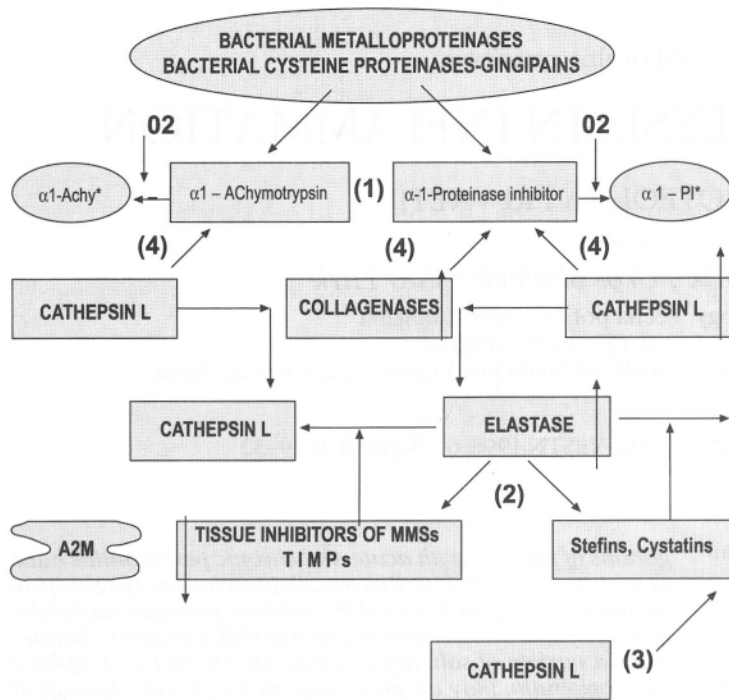 BACTERIAL METALLOPROTEINASES
BACTERIAL CYSTEINE PROTEINASES-GINGIPAINS
02
02
α1-Achy*
α1 – AChymotrypsin
(1)
α-1-Proteinase inhibitor
α1 – PI*
(4)
(4)
(4)
CATHEPSIN L
COLLAGENASES
CATHEPSIN L
CATHEPSIN L
ELASTASE
(2)
A2M
TISSUE INHIBITORS OF MMSs
T I M P s
Stefins, Cystatins
CATHEPSIN L
(3)